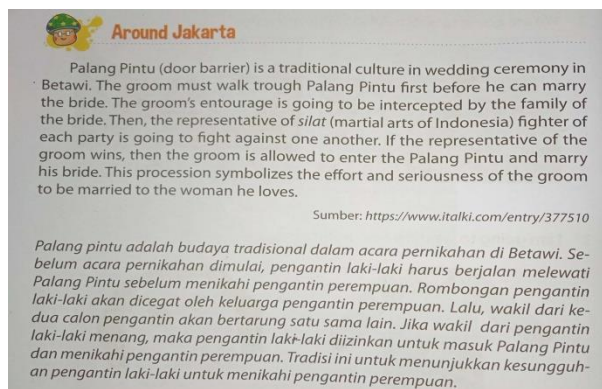 Around Jakarta
Palang Pintu (door barrier) is a traditional culture in wedding ceremony in
Betawi. The groom must walk trough Palang Pintu first before he can marry
the bride. The groom's entourage is going to be intercepted by the family of
the bride. Then, the representative of silat (martial arts of Indonesia) fighter of
each party is going to fight against one another. If the representative of the
groom wins, then the groom is allowed to enter the Palang Pintu and marry
his bride. This procession symbolizes the effort and seriousness of the groom
to be married to the woman he loves.
Sumber: https://www.italki.com/entry/377510
Palang pintu adalah budaya tradisional dalam acara pernikahan di Betawi. Se-
belum acara pernikahan dimulai, pengantin laki-laki harus berjalan melewati
Palang Pintu sebelum menikahi pengantin perempuan. Rombongan pengantin
laki-laki akan dicegat oleh keluarga pengantin perempuan. Lalu, wakil dari ke-
dua calon pengantin akan bertarung satu sama lain. Jika wakil dari pengantin
laki-laki menang, maka pengantin laki-laki diizinkan untuk masuk Palang Pintu
dan menikahi pengantin perempuan. Tradisi ini untuk menunjukkan kesungguh-
an pengantin laki-laki untuk menikahi pengantin perempuan.